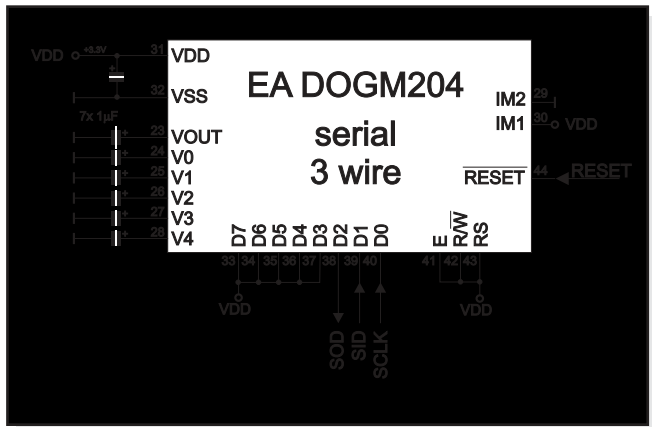 VDD +3.3V 31 VDD
EA DOGM204
32 VSS
IM2 29
7x 1µF
IM1 30 VDD
23 VOUT
serial
24 V0
25 V1
3 wire
RESET 44 RESET
26 V2
27 V3
28 V4
D7 D6 D5 D4 D3 D2 D1 D0
E R/W RS
33 34 35 36 37 38 39 40
41 42 43
VDD
VDD
SOD SID SCLK